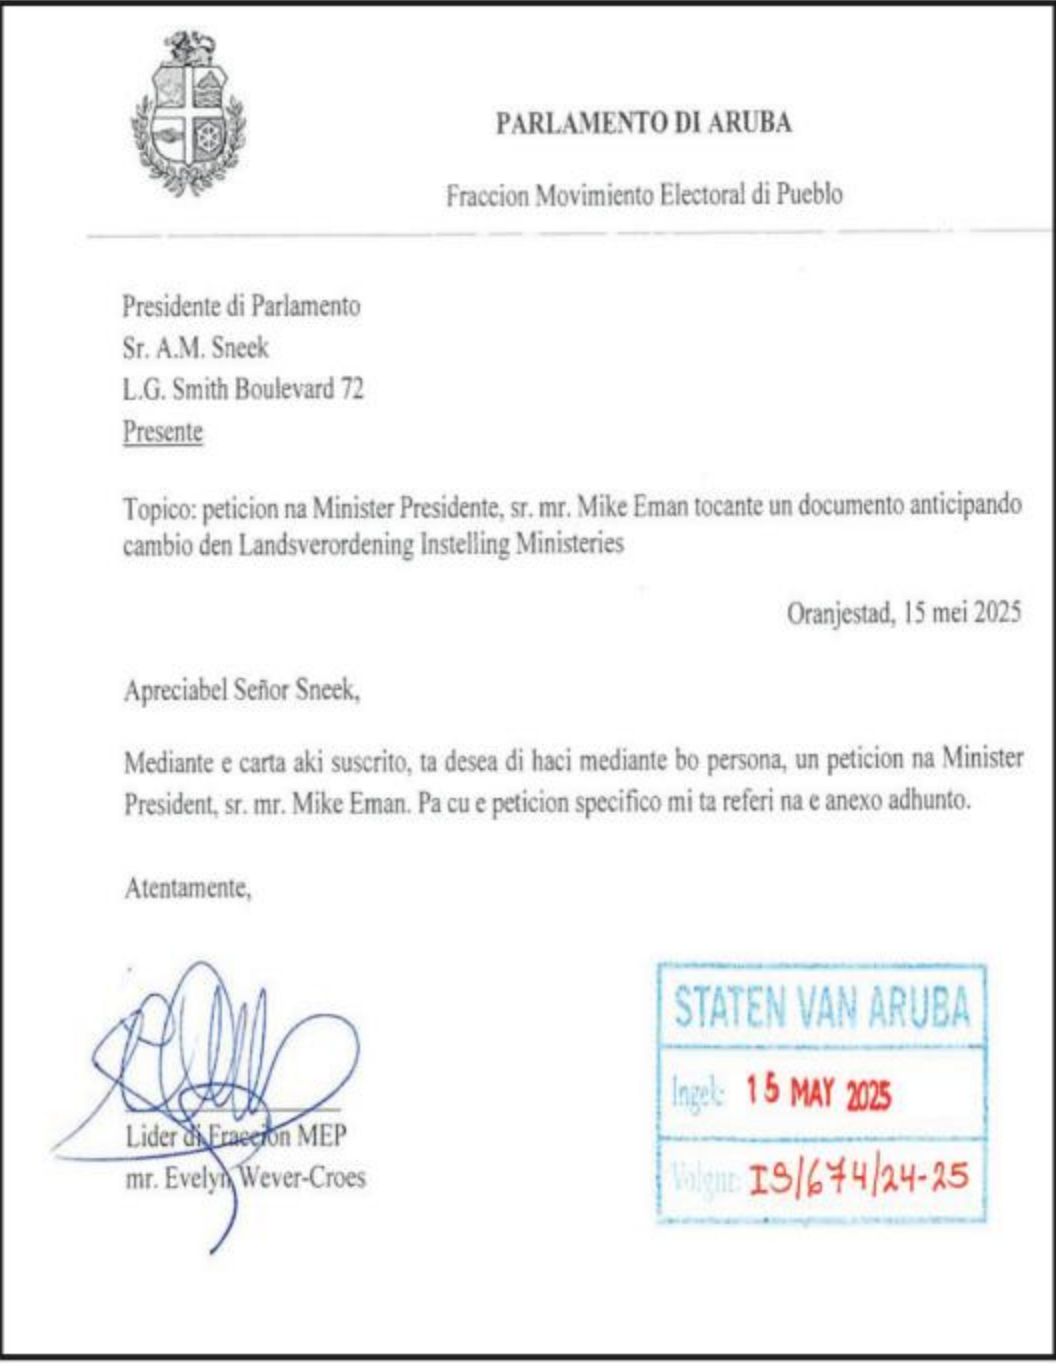 PARLAMENTO DI ARUBA
Fraccion Movimiento Electoral di Pueblo
Presidente di Parlamento
Sr. A.M. Sneek
L.G. Smith Boulevard 72
Presente
Topico: peticion na Minister Presidente, sr. mr. Mike Eman tocante un documento anticipando
cambio den Landsverordening Instelling Ministeries
Oranjestad, 15 mei 2025
Apreciabel Señor Sneek,
Mediante e carta aki suscrito, ta desea di haci mediante bo persona, un peticion na Minister
President, sr. mr. Mike Eman. Pa cu e peticion specifico mi ta referi na e anexo adhunto.
Atentamente,
Lider di Fraccion MEP
mr. Evelyn Wever-Croes
STATEN VAN ARUBA
Ingek: 15 MAY 2025
Volgnr: IS/674/24-25